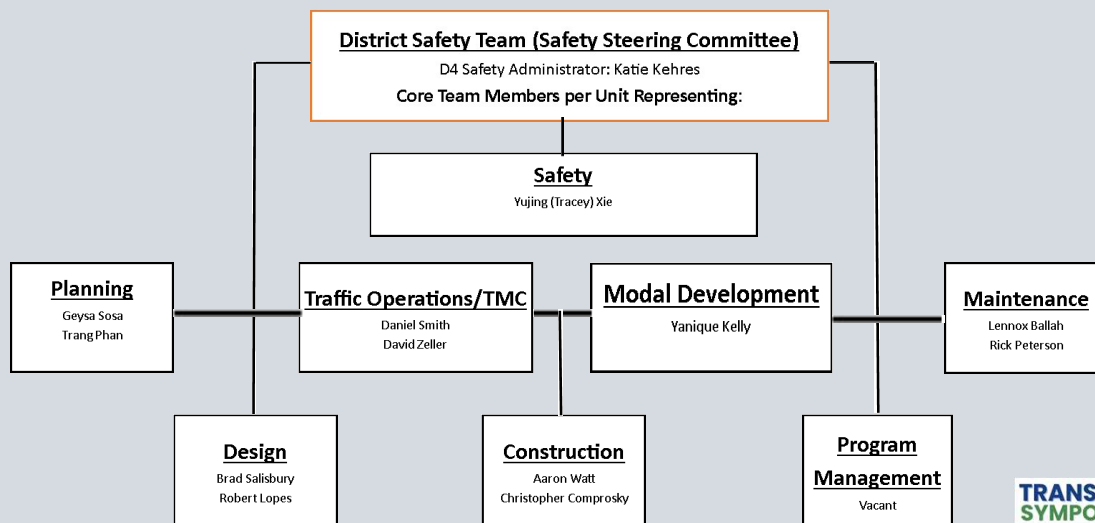 District Safety Team (Safety Steering Committee)
D4 Safety Administrator: Katie Kehres
Core Team Members per Unit Representing:
Safety
Yujing (Tracey) Xie
Planning
Geysa Sosa
Trang Phan
Traffic Operations/TMC
Daniel Smith
David Zeller
Modal Development
Yanique Kelly
Maintenance
Lennox Ballah
Rick Peterson
Design
Brad Salisbury
Robert Lopes
Construction
Aaron Watt
Christopher Comprosky
Program
Management
Vacant
TRANS
SYMPO